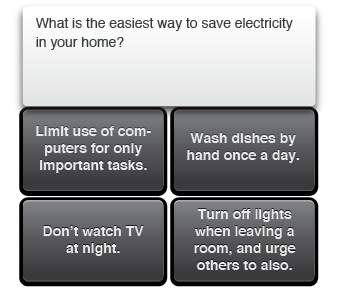 What is the easiest way to save electricity
in your home?
Limit use of com-
puters for only
important tasks.
Wash dishes by
hand once a day.
Don't watch TV
at night.
Turn off lights
when leaving a
room, and urge
others to also.